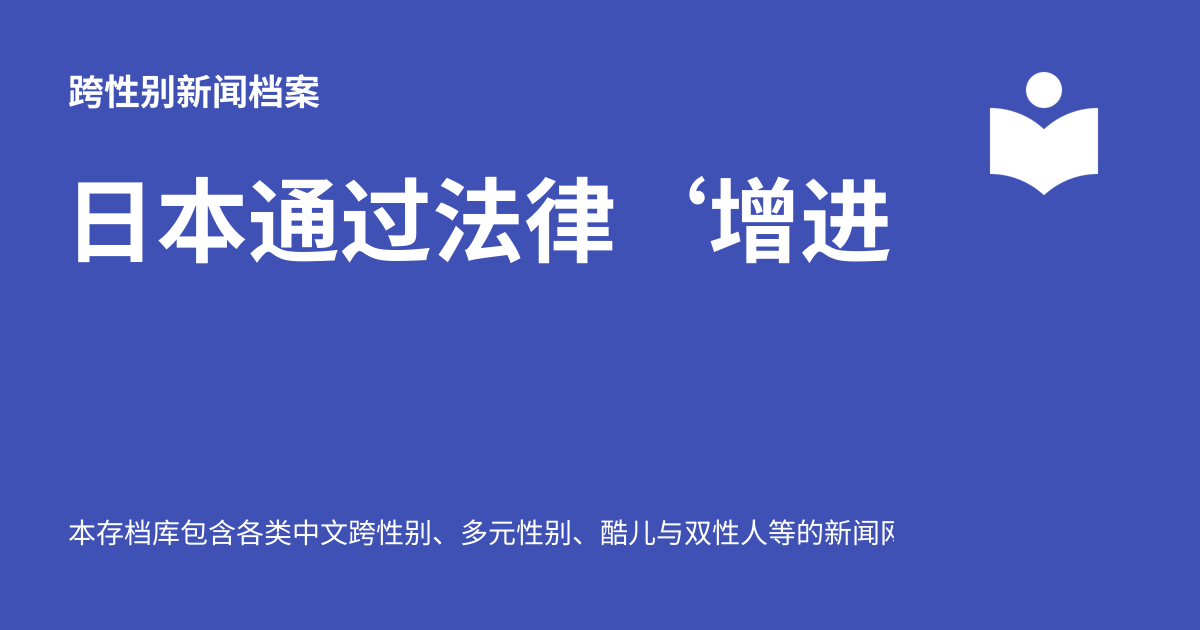 跨性别新闻档案
日本通过法律‘增进
本存档库包含各类中文跨性别、多元性别、酷儿与双性人等的新闻